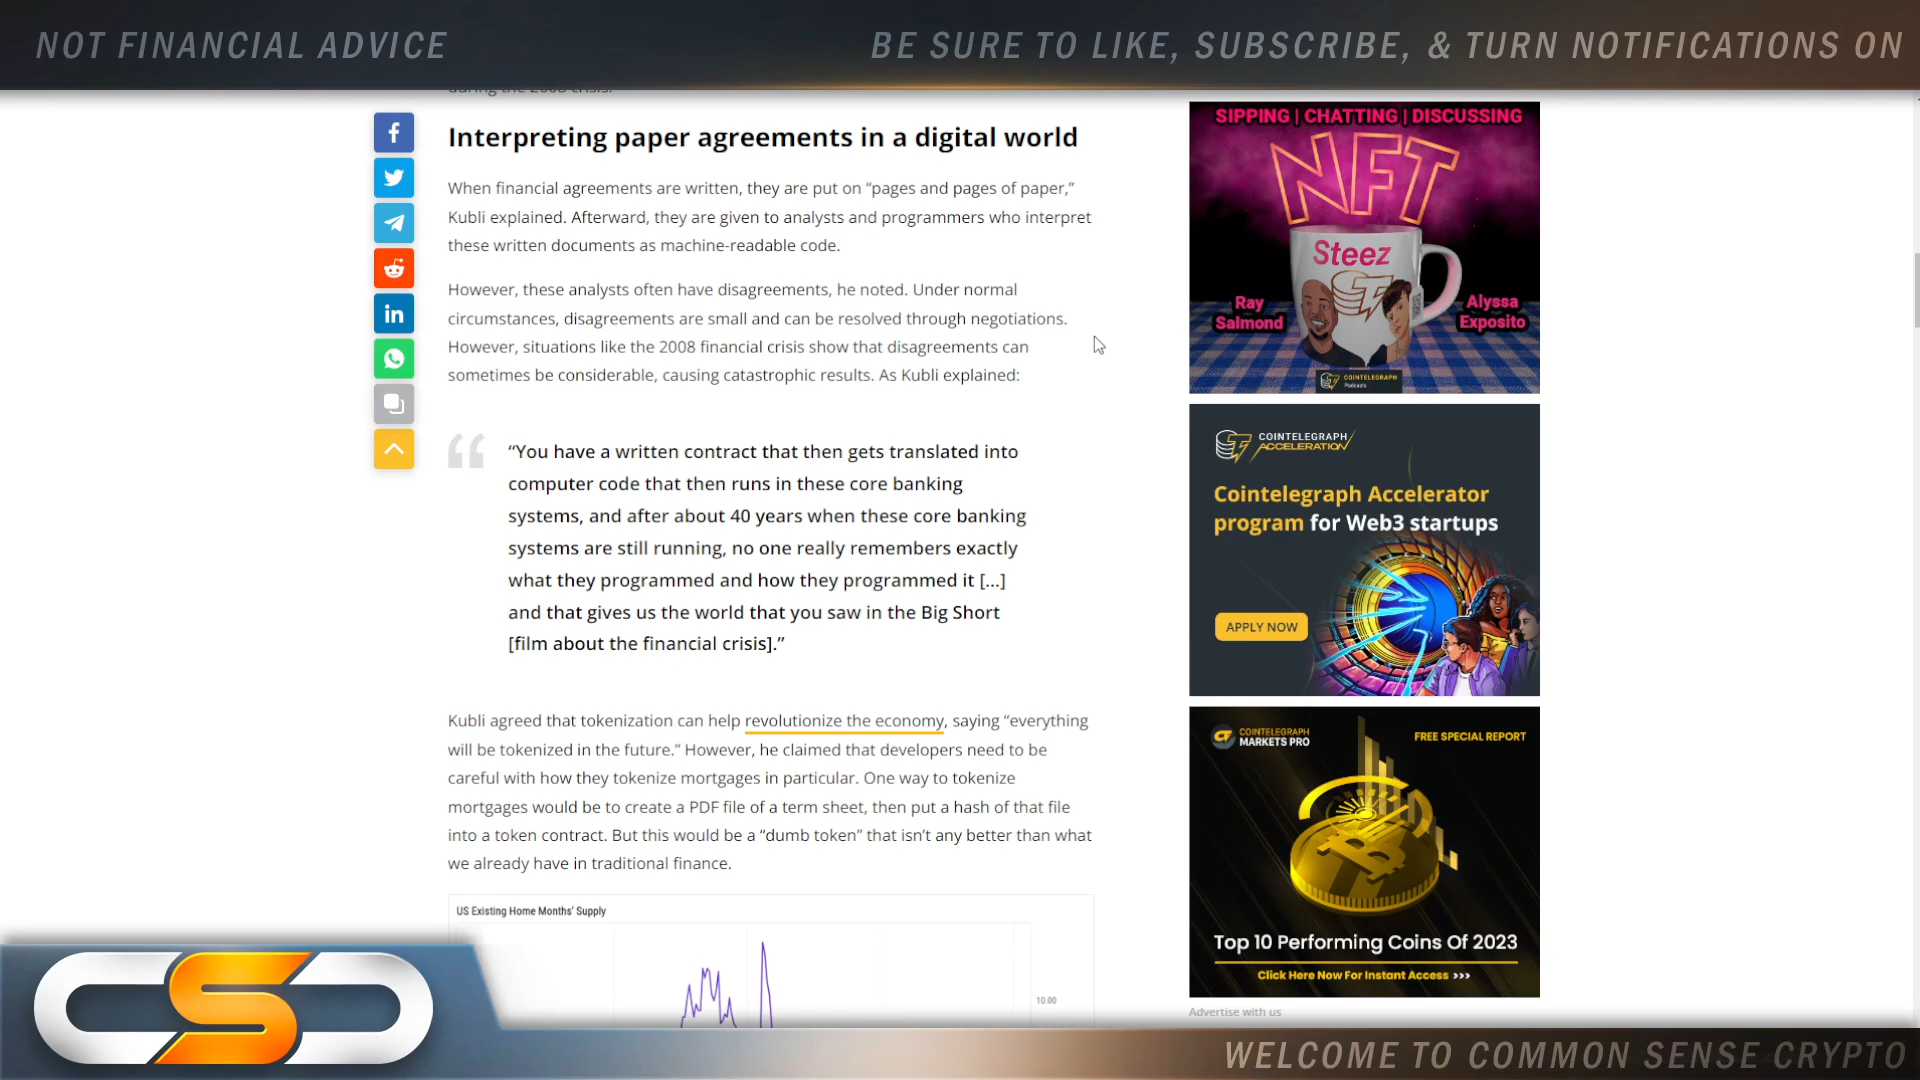 NOT FINANCIAL ADVICE
BE SURE TO LIKE, SUBSCRIBE, & TURN NOTIFICATIONS ON
during the 2008 crisis.
Interpreting paper agreements in a digital world
When financial agreements are written, they are put on “pages and pages of paper,”
Kubli explained. Afterward, they are given to analysts and programmers who interpret
these written documents as machine-readable code.
However, these analysts often have disagreements, he noted. Under normal
circumstances, disagreements are small and can be resolved through negotiations.
However, situations like the 2008 financial crisis show that disagreements can
sometimes be considerable, causing catastrophic results. As Kubli explained:
“You have a written contract that then gets translated into
computer code that then runs in these core banking
systems, and after about 40 years when these core banking
systems are still running, no one really remembers exactly
what they programmed and how they programmed it [...]
and that gives us the world that you saw in the Big Short
[film about the financial crisis].”
Kubli agreed that tokenization can help revolutionize the economy, saying “everything
will be tokenized in the future.” However, he claimed that developers need to be
careful with how they tokenize mortgages in particular. One way to tokenize
mortgages would be to create a PDF file of a term sheet, then put a hash of that file
into a token contract. But this would be a “dumb token” that isn’t any better than what
we already have in traditional finance.
US Existing Home Months' Supply
10.00
SIPPING | CHATTING | DISCUSSING
NFT
Steez
Ray
Salmond
Alyssa
Exposito
COINTELEGRAPH
Podcasts
COINTELEGRAPH
ACCELERATION
Cointelegraph Accelerator
program for Web3 startups
APPLY NOW
COINTELEGRAPH
MARKETS PRO
FREE SPECIAL REPORT
Top 10 Performing Coins Of 2023
Click Here Now For Instant Access >>>
Advertise with us
CSC
WELCOME TO COMMON SENSE CRYPTO